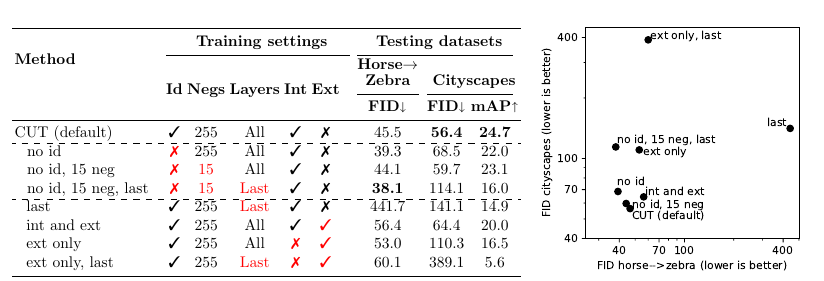 Training settings Testing datasets
Method
Horse→
Zebra Cityscapes
Id Negs Layers Int Ext
FID↓ FID↓ mAP↑
CUT (default) ✓ 255 All ✓ ✗ 45.5 56.4 24.7
no id ✗ 255 All ✓ ✗ 39.3 68.5 22.0
no id, 15 neg ✗ 15 All ✓ ✗ 44.1 59.7 23.1
no id, 15 neg, last ✗ 15 Last ✓ ✗ 38.1 114.1 16.0
last ✓ 255 Last ✓ ✗ 441.7 141.1 14.9
int and ext ✓ 255 All ✓ ✓ 56.4 64.4 20.0
ext only ✓ 255 All ✗ ✓ 53.0 110.3 16.5
ext only, last ✓ 255 Last ✗ ✓ 60.1 389.1 5.6
FID cityscapes (lower is better)
400
100
70
40
ext only, last
last
no id, 15 neg, last
ext only
no id
int and ext
no id, 15 neg
CUT (default)
40 70 100 400
FID horse−>zebra (lower is better)